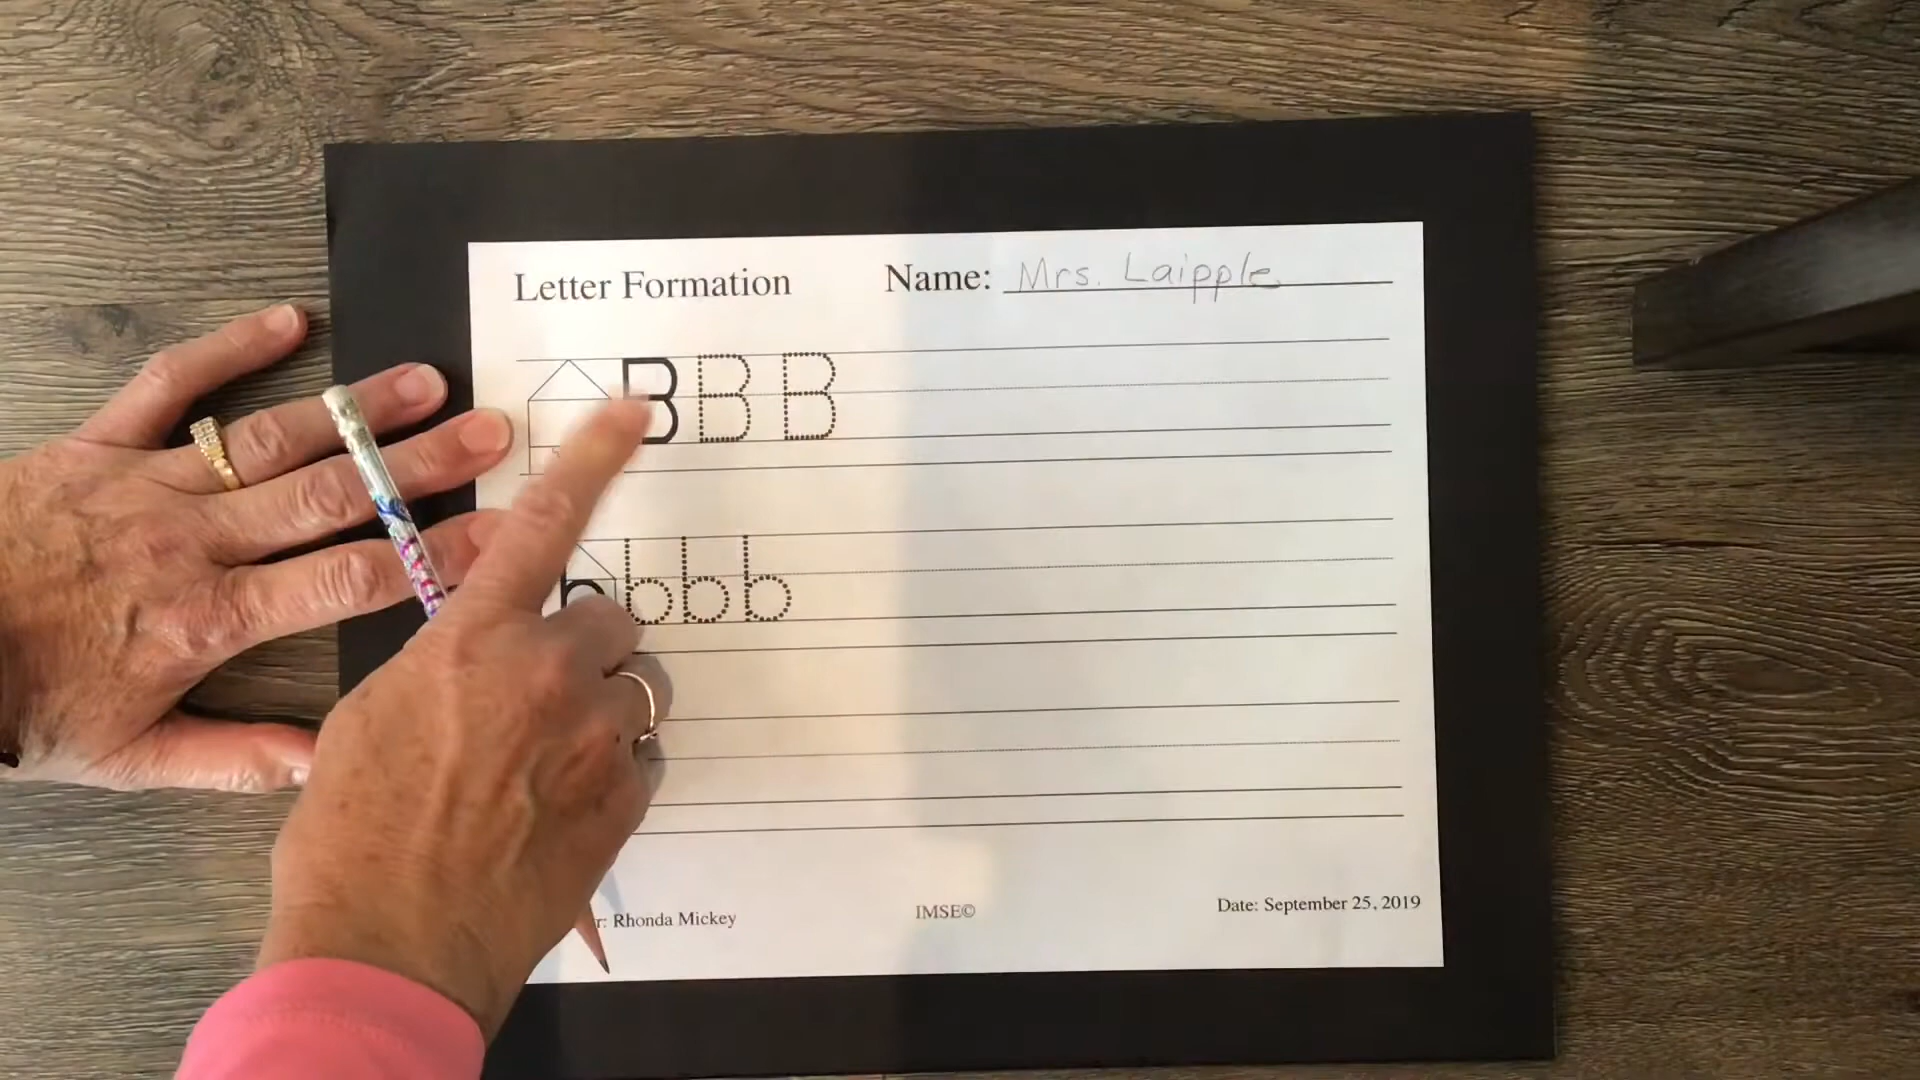 Letter Formation Name: Mrs. Laipple
B B B
b b b b
r: Rhonda Mickey IMSE© Date: September 25, 2019